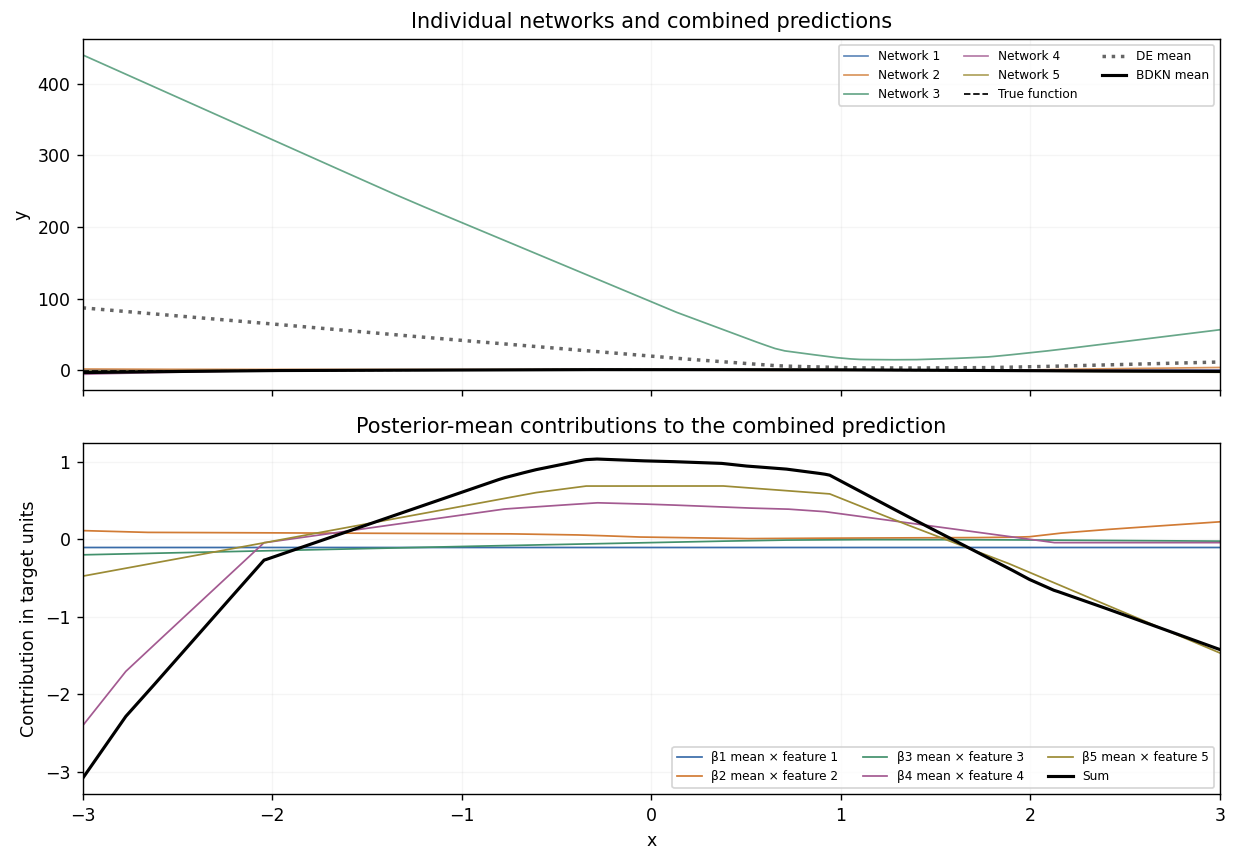 Individual networks and combined predictions
y
400
300
200
100
0
Network 1
Network 2
Network 3
Network 4
Network 5
True function
DE mean
BDKN mean
Posterior-mean contributions to the combined prediction
Contribution in target units
1
0
−1
−2
−3
β1 mean × feature 1
β2 mean × feature 2
β3 mean × feature 3
β4 mean × feature 4
β5 mean × feature 5
Sum
−3
−2
−1
0
1
2
3
x